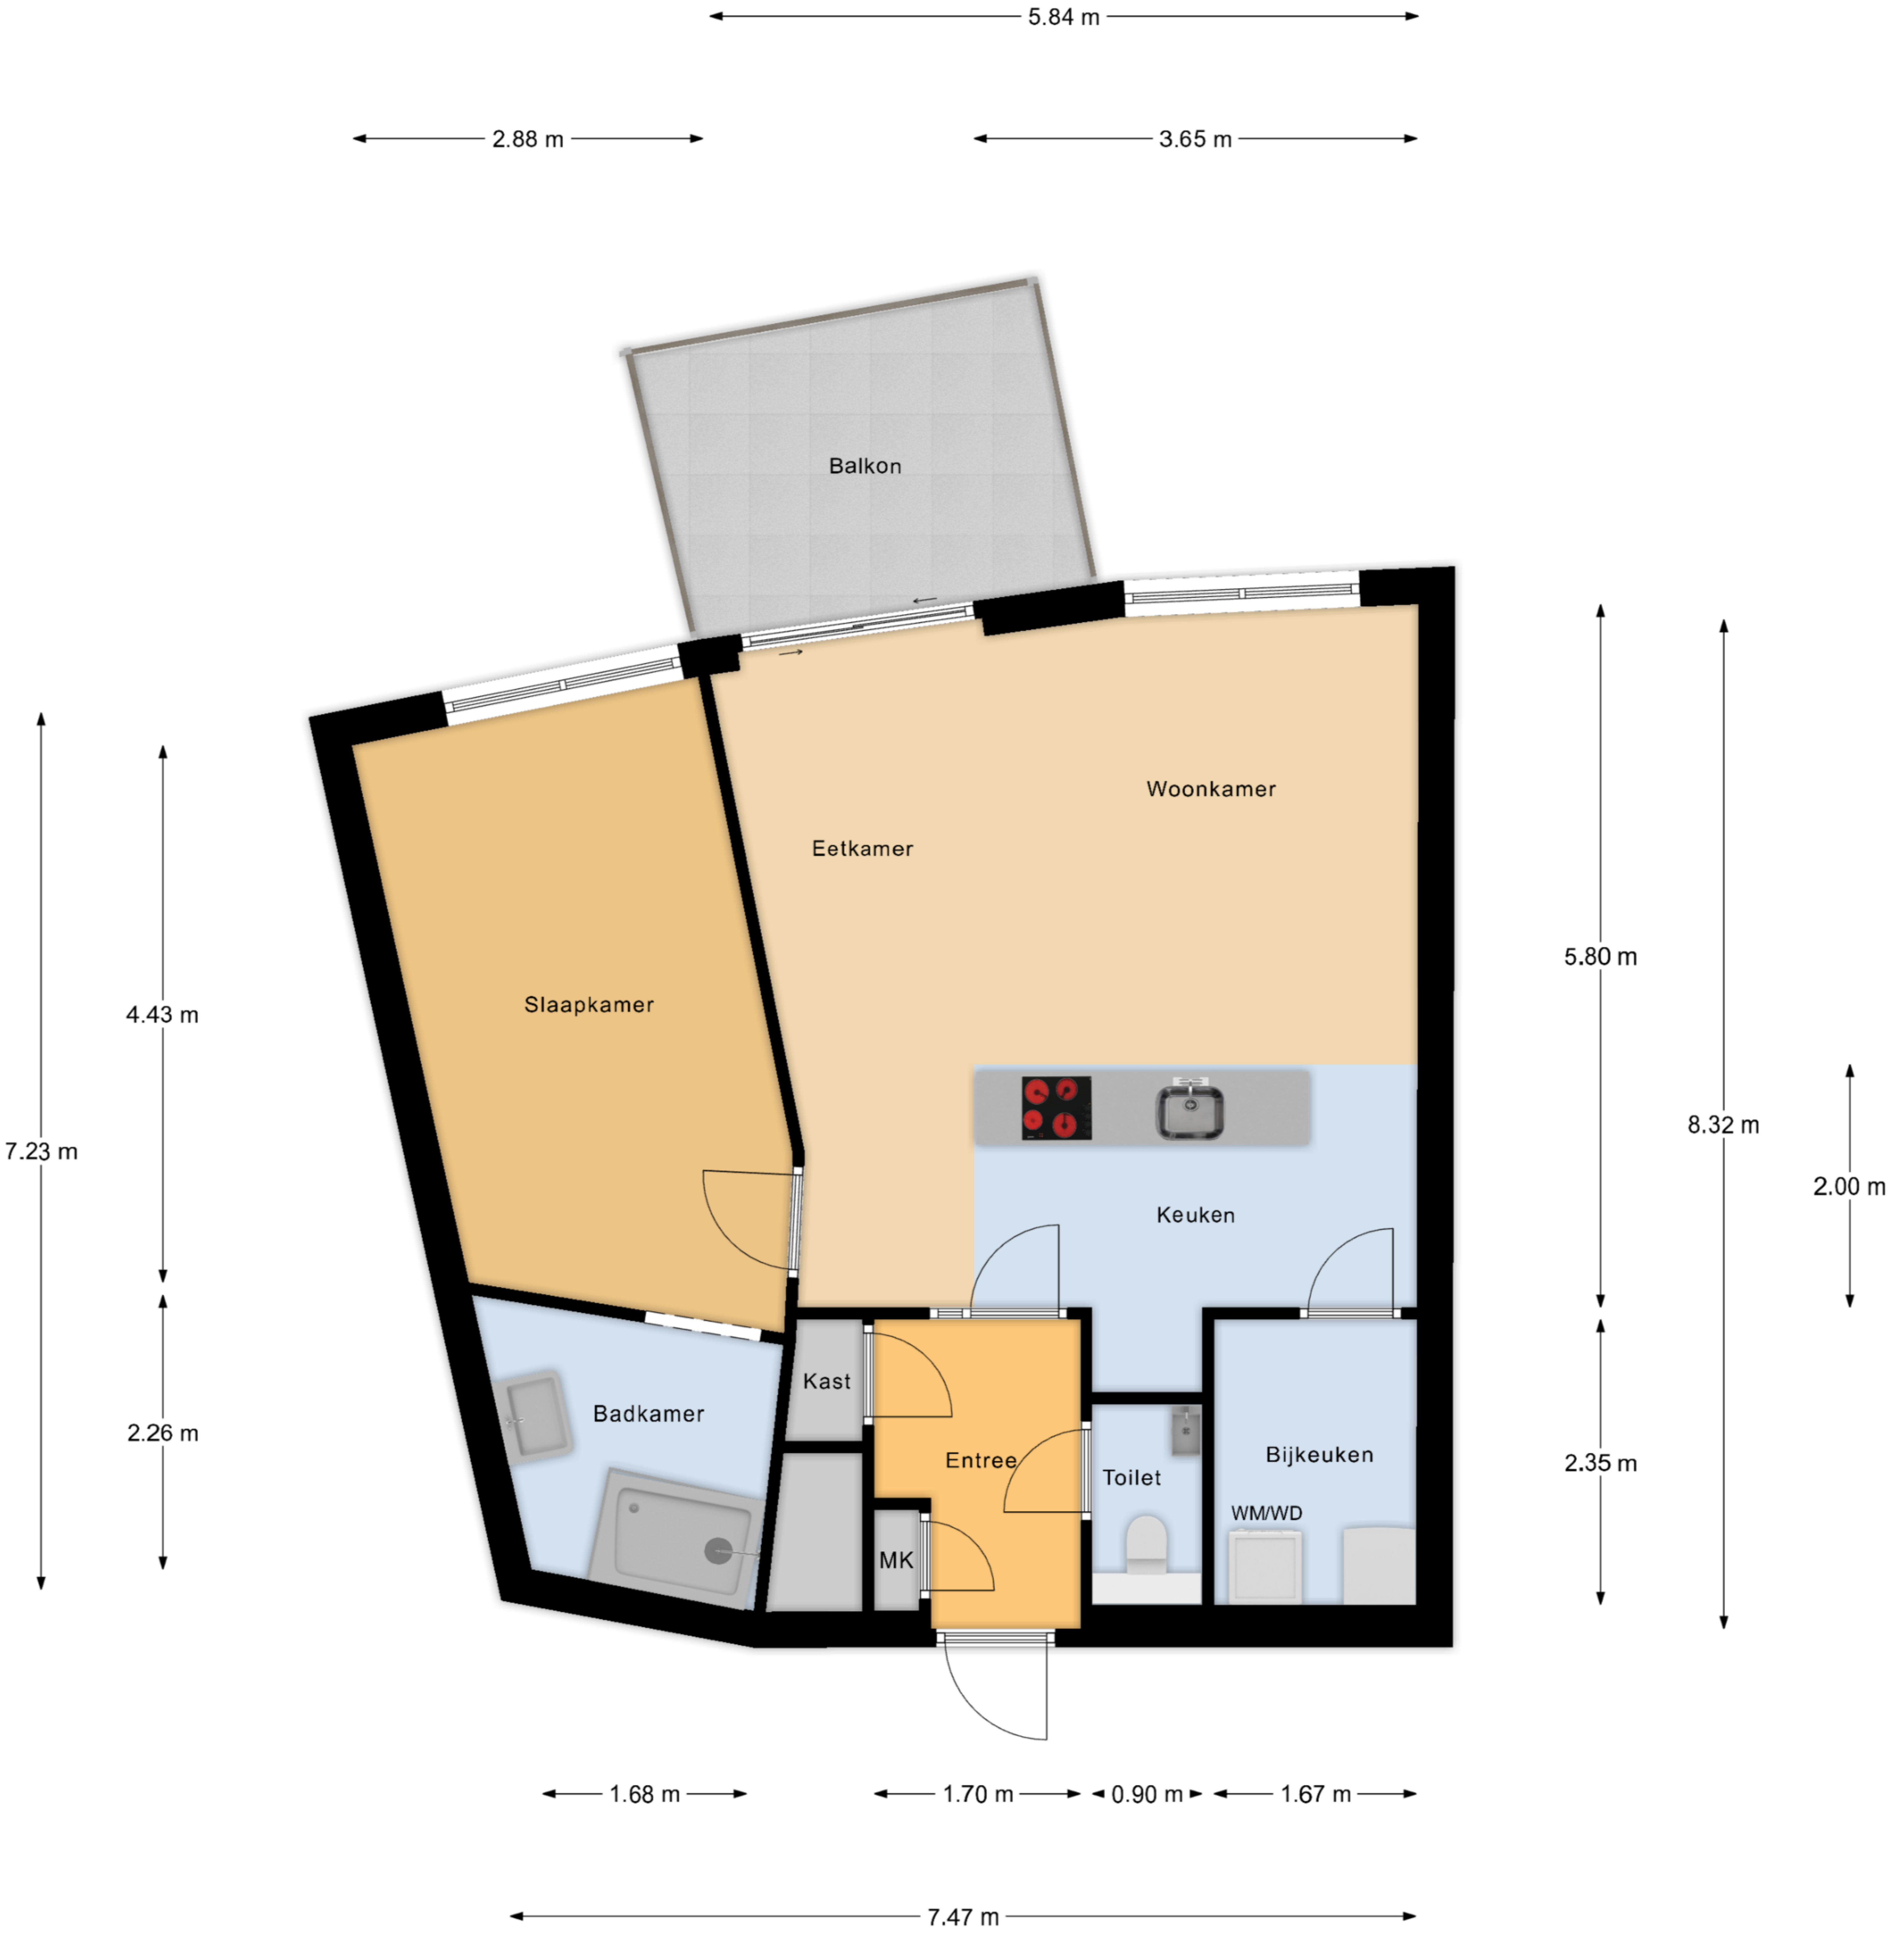 5.84 m
2.88 m
3.65 m
Balkon
Woonkamer
Eetkamer
5.80 m
Slaapkamer
4.43 m
8.32 m
7.23 m
2.00 m
Keuken
Kast
Badkamer
2.26 m
Entree
Bijkeuken
2.35 m
Toilet
WM/WD
MK
1.68 m
1.70 m
0.90 m
1.67 m
7.47 m